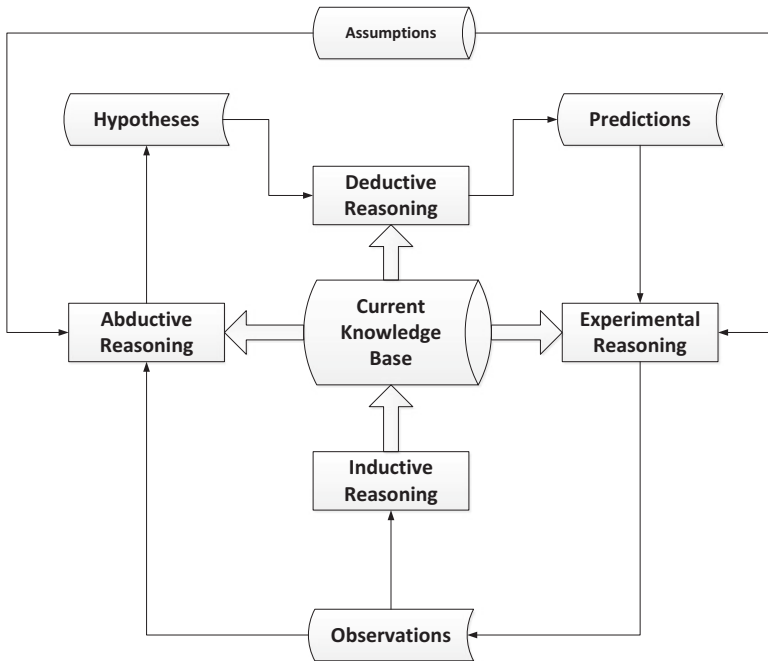 Assumptions
Hypotheses
Predictions
Deductive
Reasoning
Abductive
Reasoning
Current
Knowledge
Base
Experimental
Reasoning
Inductive
Reasoning
Observations